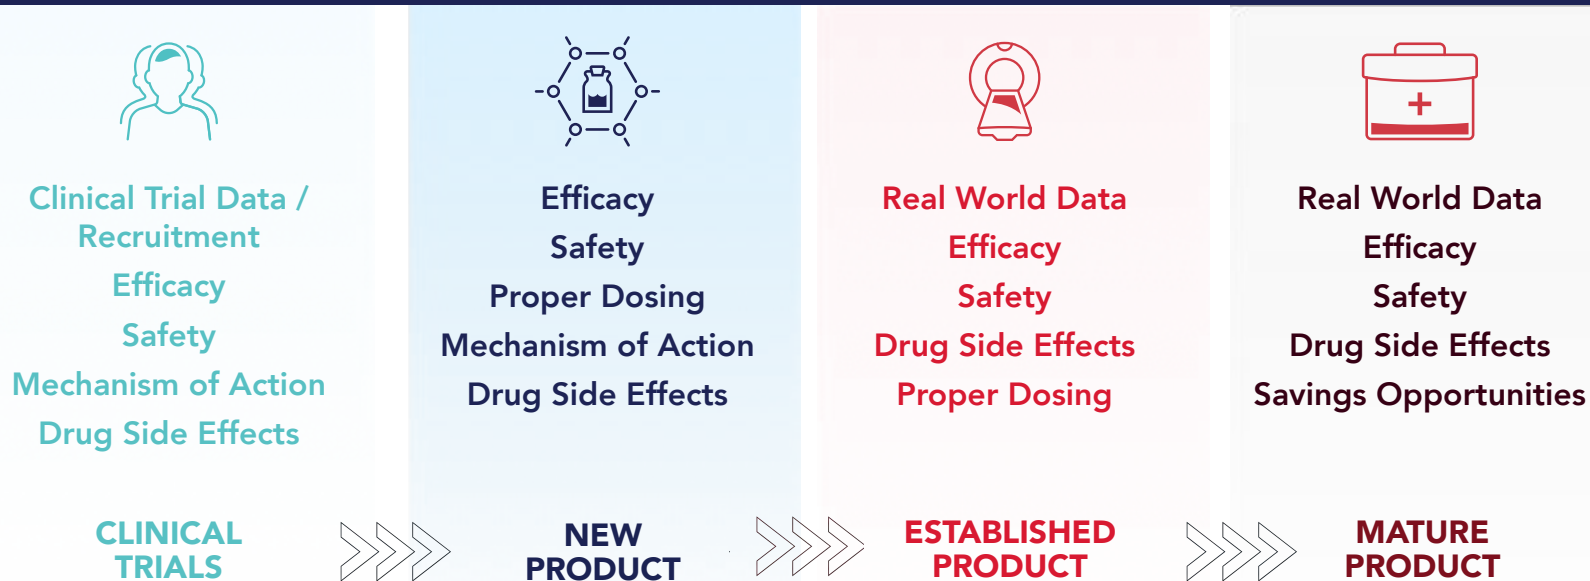 Clinical Trial Data /
Recruitment
Efficacy
Safety
Mechanism of Action
Drug Side Effects
CLINICAL
TRIALS
Efficacy
Safety
Proper Dosing
Mechanism of Action
Drug Side Effects
NEW
PRODUCT
Real World Data
Efficacy
Safety
Drug Side Effects
Proper Dosing
ESTABLISHED
PRODUCT
Real World Data
Efficacy
Safety
Drug Side Effects
Savings Opportunities
MATURE
PRODUCT